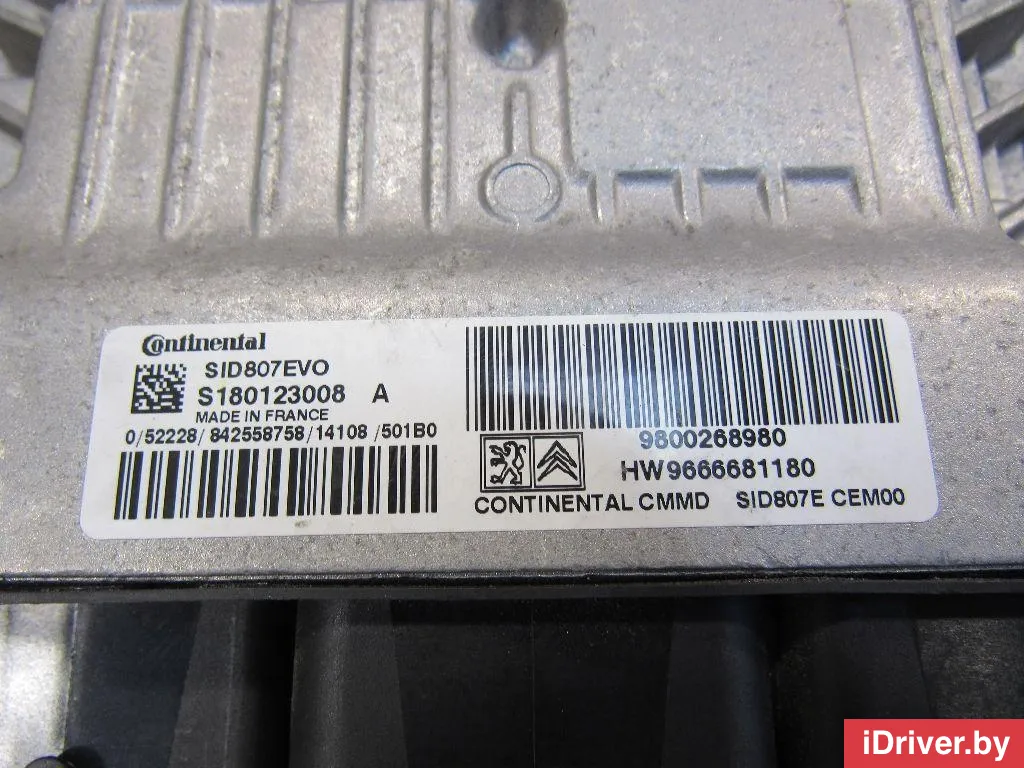 Continental
SID807EVO
S180123008 A
MADE IN FRANCE
0/52228/842558758/14108/501B0
9800268980
HW9666681180
CONTINENTAL CMMD SID807E CEM00
iDriver.by